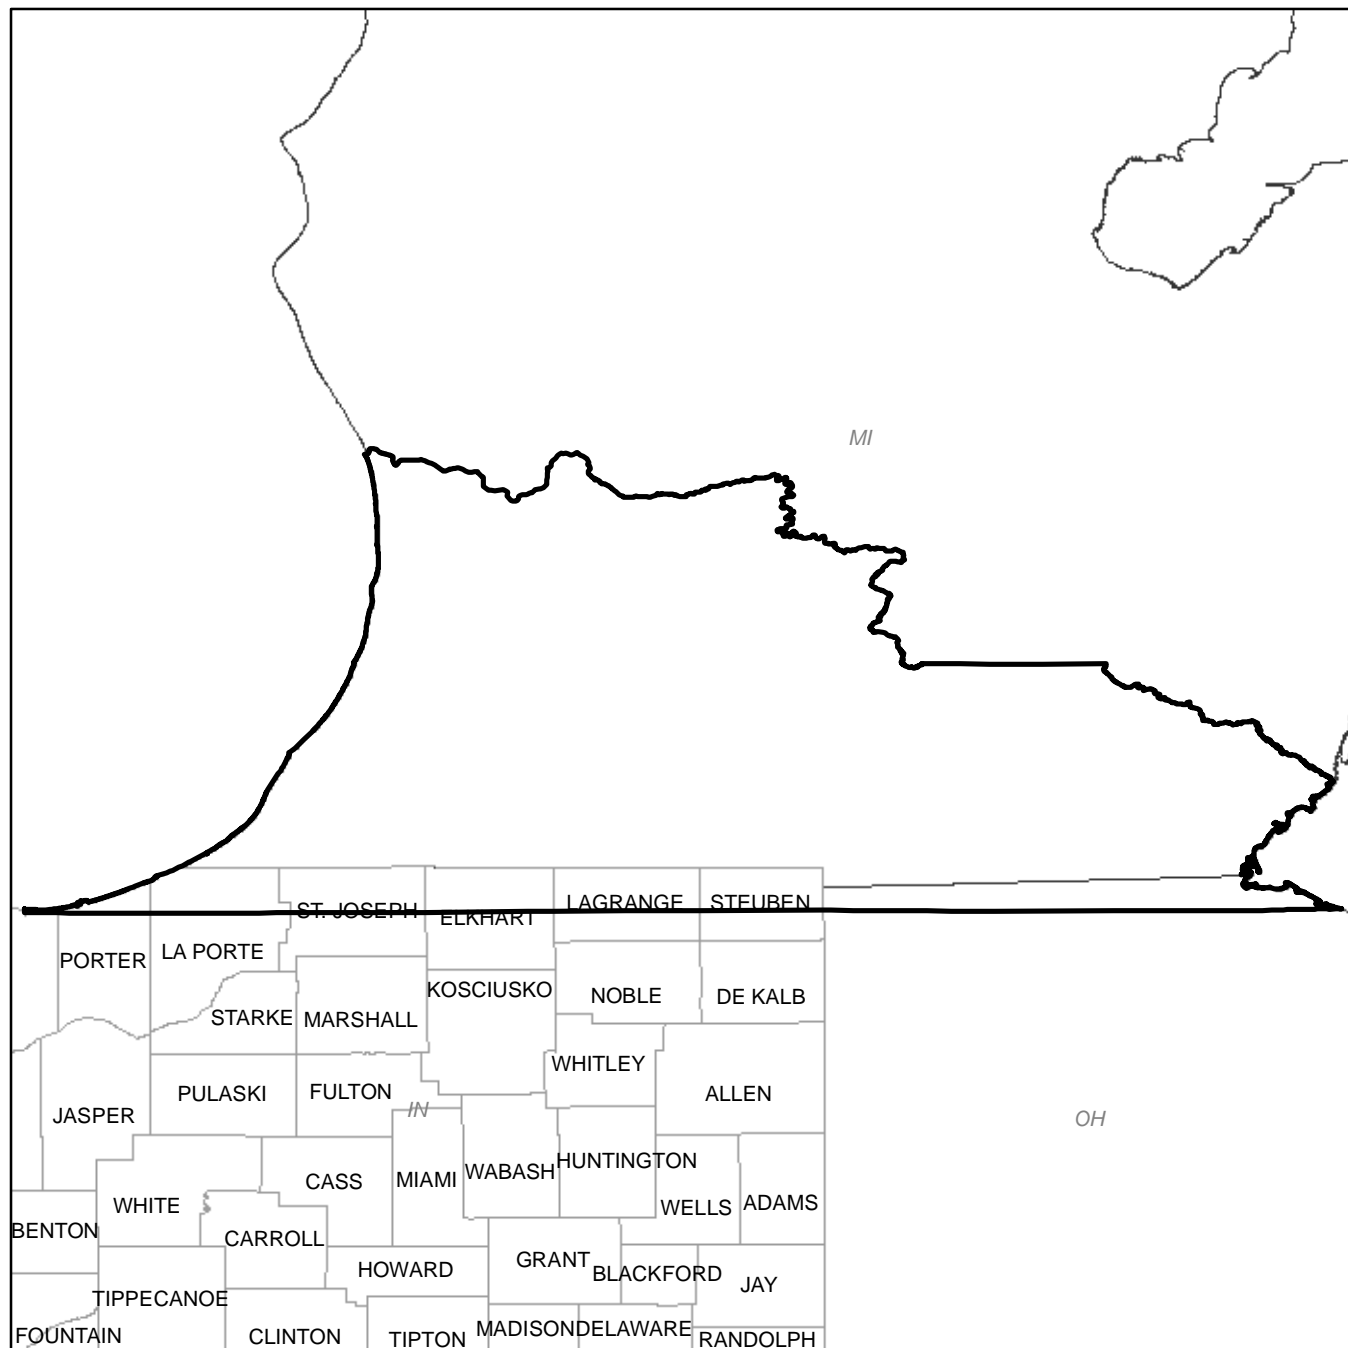 MI
ST. JOSEPH
ELKHART
LAGRANGE
STEUBEN
PORTER
LA PORTE
KOSCIUSKO
NOBLE
DE KALB
STARKE
MARSHALL
WHITLEY
PULASKI
FULTON
ALLEN
JASPER
IN
OH
CASS
MIAMI
WABASH
HUNTINGTON
WHITE
WELLS
ADAMS
BENTON
CARROLL
HOWARD
GRANT
BLACKFORD
JAY
TIPPECANOE
FOUNTAIN
CLINTON
TIPTON
MADISON
DELAWARE
RANDOLPH